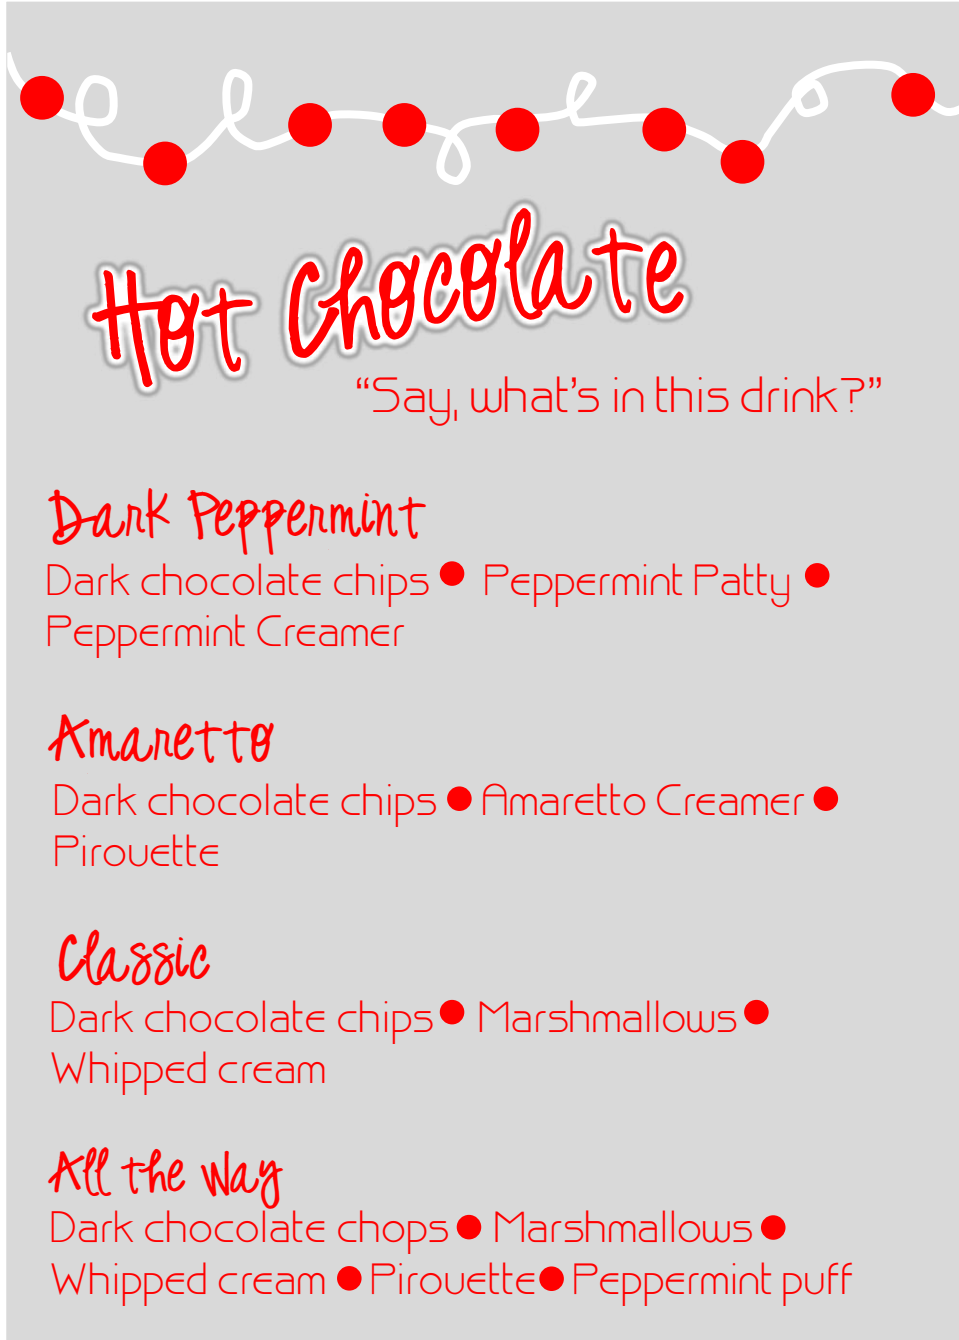 Hot Chocolate
“Say, what’s in this drink?”
Dark Peppermint
Dark chocolate chips ● Peppermint Patty ●
Peppermint Creamer
Amaretto
Dark chocolate chips ● Amaretto Creamer ●
Pirouette
Classic
Dark chocolate chips ● Marshmallows ●
Whipped cream
All the Way
Dark chocolate chops ● Marshmallows ●
Whipped cream ● Pirouette ● Peppermint puff